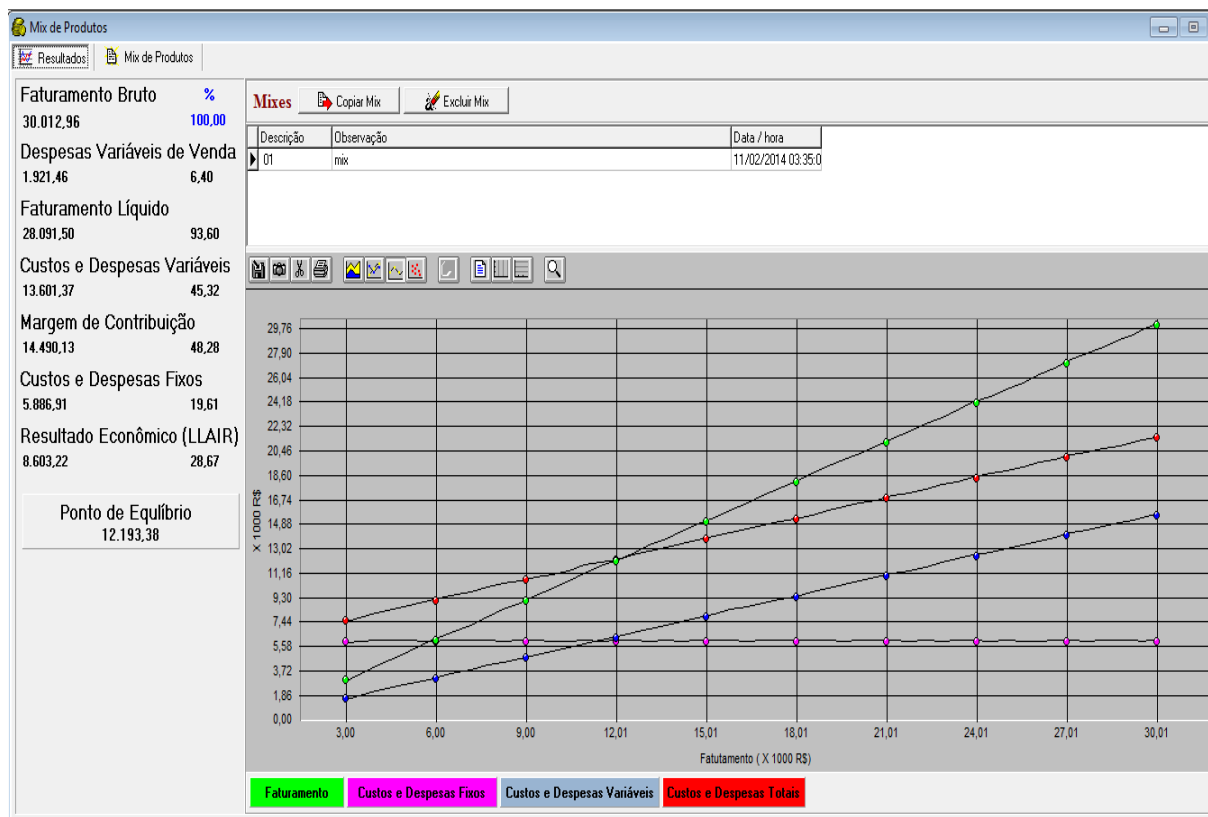 Mix de Produtos
Resultados Mix de Produtos
Faturamento Bruto %
30.012,96 100,00
Despesas Variáveis de Venda
1.921,46 6,40
Faturamento Líquido
28.091,50 93,60
Custos e Despesas Variáveis
13.601,37 45,32
Margem de Contribuição
14.490,13 48,28
Custos e Despesas Fixos
5.886,91 19,61
Resultado Econômico (LLAIR)
8.603,22 28,67
Ponto de Equlíbrio
12.193,38
Mixes Copiar Mix Excluir Mix
Descrição Observação Data / hora
01 mix 11/02/2014 03:35:0
X 1000 R$
29,76
27,90
26,04
24,18
22,32
20,46
18,60
16,74
14,88
13,02
11,16
9,30
7,44
5,58
3,72
1,86
0,00
3,00 6,00 9,00 12,01 15,01 18,01 21,01 24,01 27,01 30,01
Fatutamento ( X 1000 R$)
Faturamento Custos e Despesas Fixos Custos e Despesas Variáveis Custos e Despesas Totais